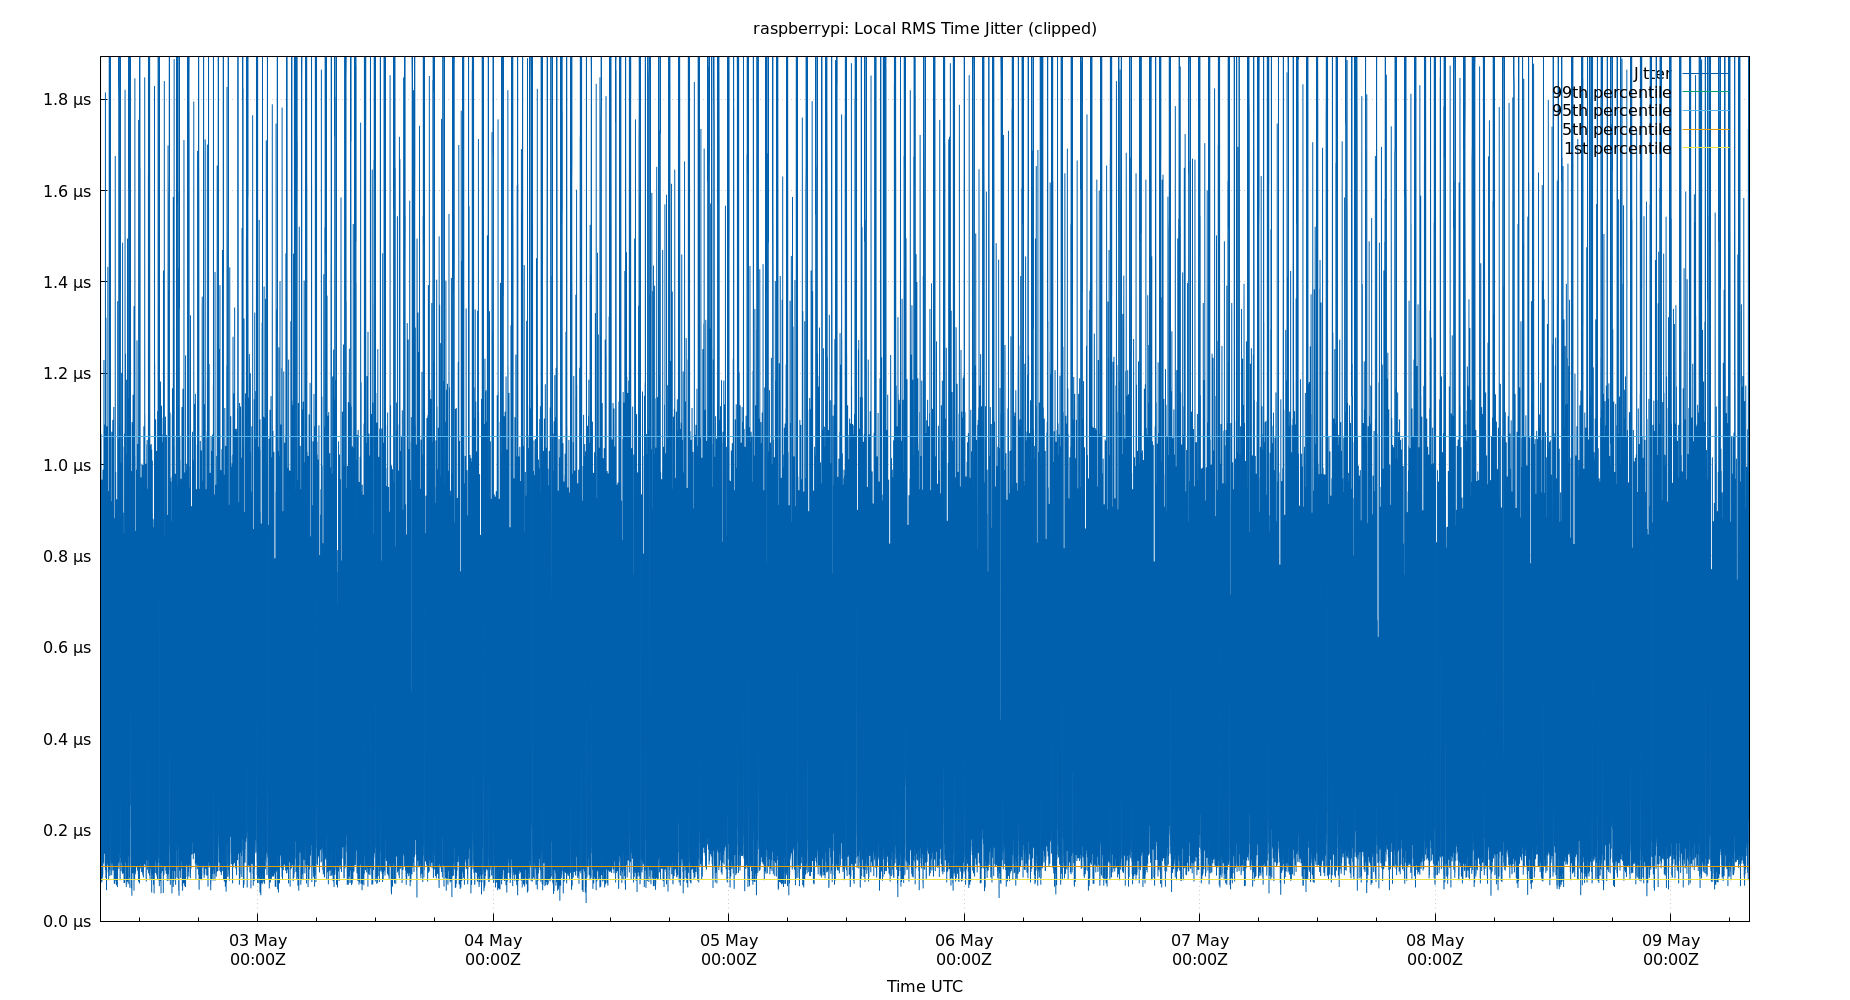 raspberrypi: Local RMS Time Jitter (clipped)
Jitter
99th percentile
95th percentile
5th percentile
1st percentile
1.8 µs
1.6 µs
1.4 µs
1.2 µs
1.0 µs
0.8 µs
0.6 µs
0.4 µs
0.2 µs
0.0 µs
03 May
00:00Z
04 May
00:00Z
05 May
00:00Z
06 May
00:00Z
07 May
00:00Z
08 May
00:00Z
09 May
00:00Z
Time UTC